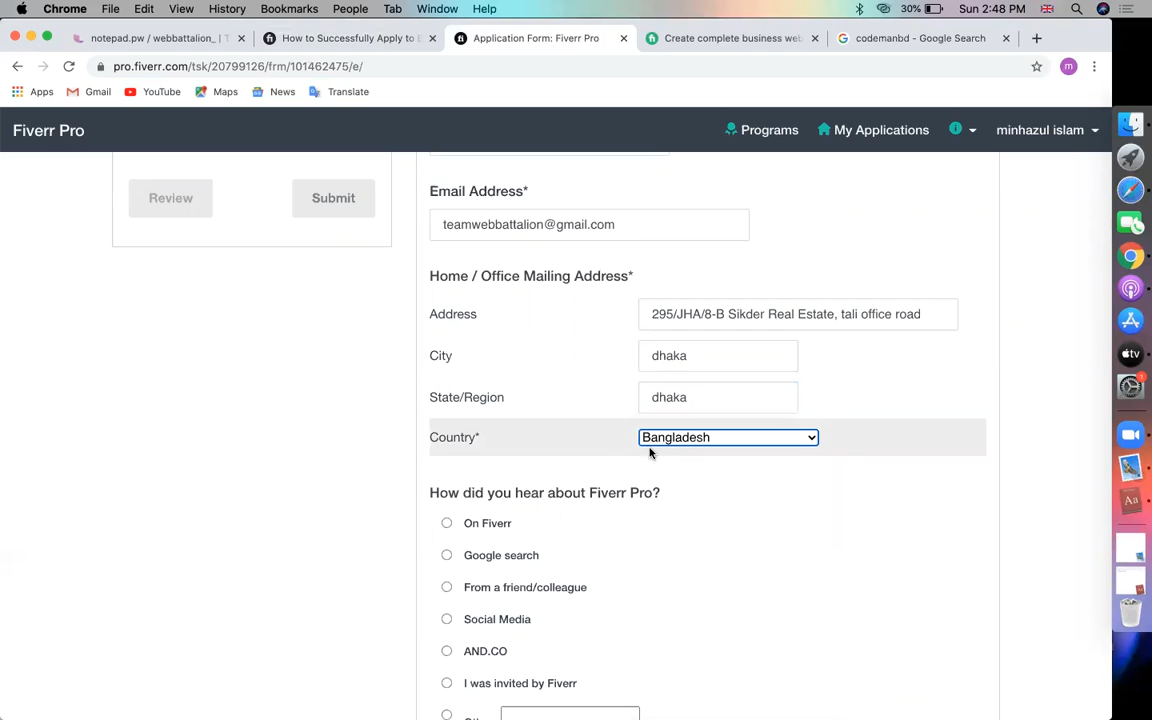 Chrome File Edit View History Bookmarks People Tab Window Help 30% Sun 2:48 PM
notepad.pw / webbattalion_ | T
How to Successfully Apply to B
Application Form: Fiverr Pro
Create complete business web
codemanbd - Google Search
pro.fiverr.com/tsk/20799126/frm/101462475/e/
m
Apps Gmail YouTube Maps News Translate
Fiverr Pro Programs My Applications minhazul islam
Review Submit
Email Address*
teamwebbattalion@gmail.com
Home / Office Mailing Address*
Address 295/JHA/8-B Sikder Real Estate, tali office road
City dhaka
State/Region dhaka
Country* Bangladesh
How did you hear about Fiverr Pro?
On Fiverr
Google search
From a friend/colleague
Social Media
AND.CO
I was invited by Fiverr
tv
1
Aa